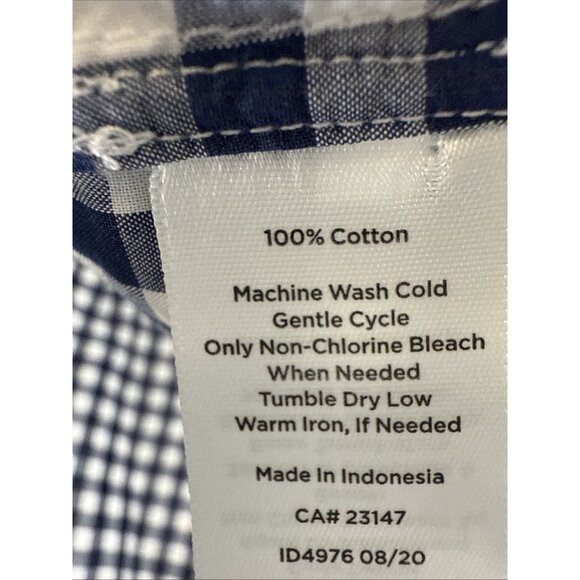 100% Cotton
Machine Wash Cold
Gentle Cycle
Only Non-Chlorine Bleach
When Needed
Tumble Dry Low
Warm Iron, If Needed
Made In Indonesia
CA# 23147
ID4976 08/20